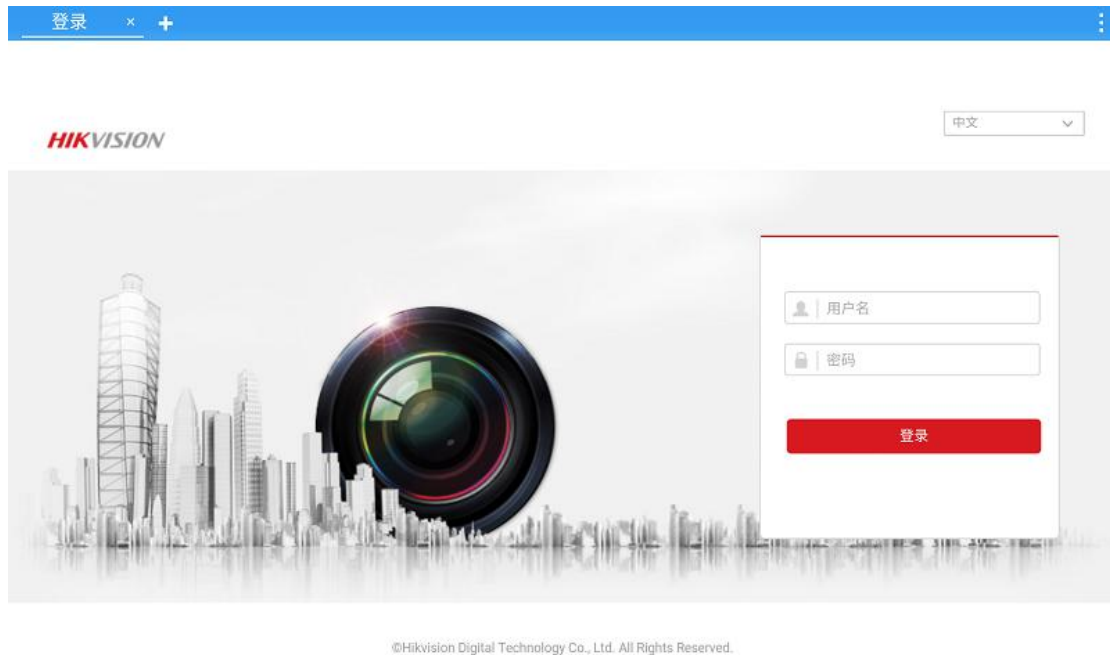 登录
HIKVISION
中文
用户名
密码
登录
©Hikvision Digital Technology Co., Ltd. All Rights Reserved.